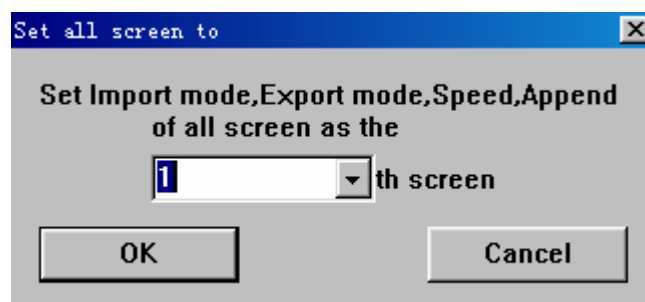 Set all screen to
Set Import mode,Export mode,Speed,Append
of all screen as the
1 th screen
OK Cancel